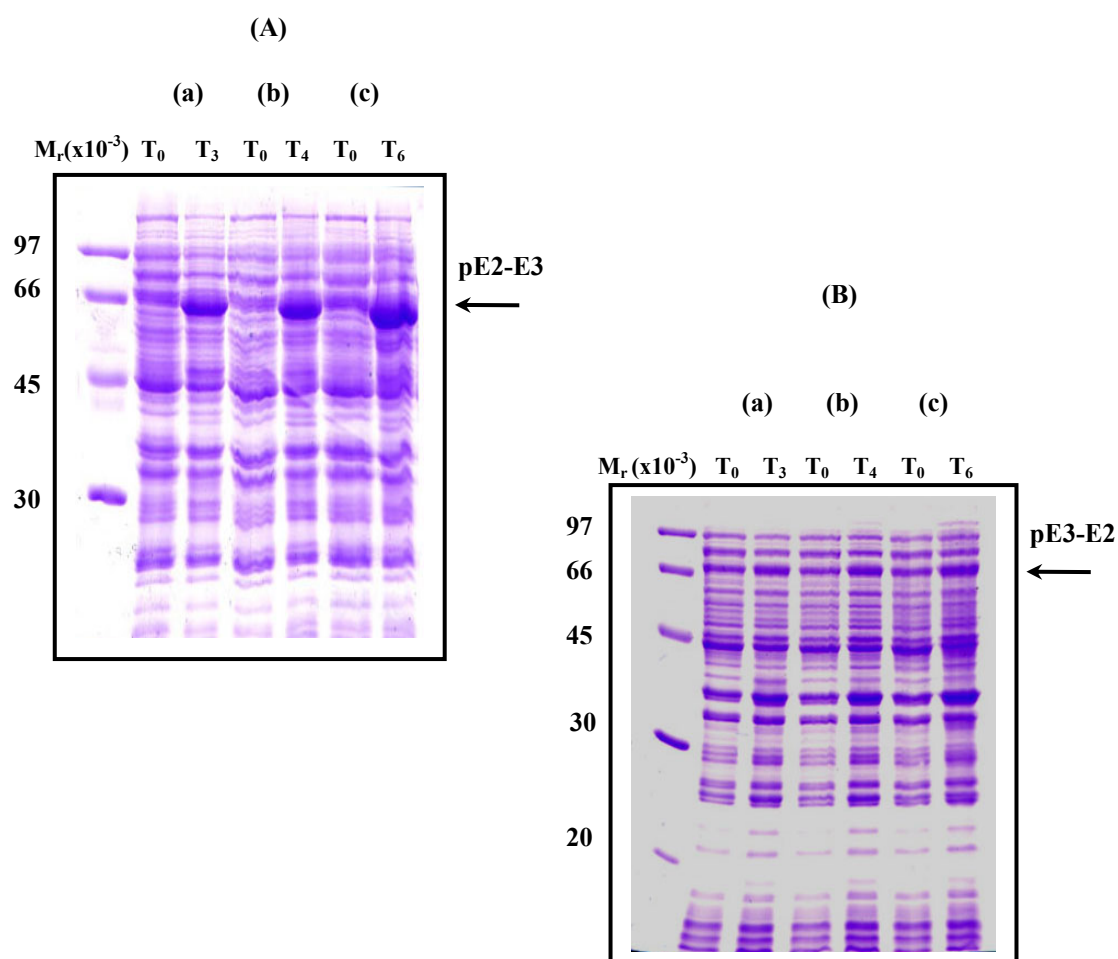 (A)
(a) (b) (c)
Mr(x10-3) T0 T3 T0 T4 T0 T6
97
66
45
30
pE2-E3
(B)
(a) (b) (c)
Mr (x10-3) T0 T3 T0 T4 T0 T6
97
66
45
30
20
pE3-E2